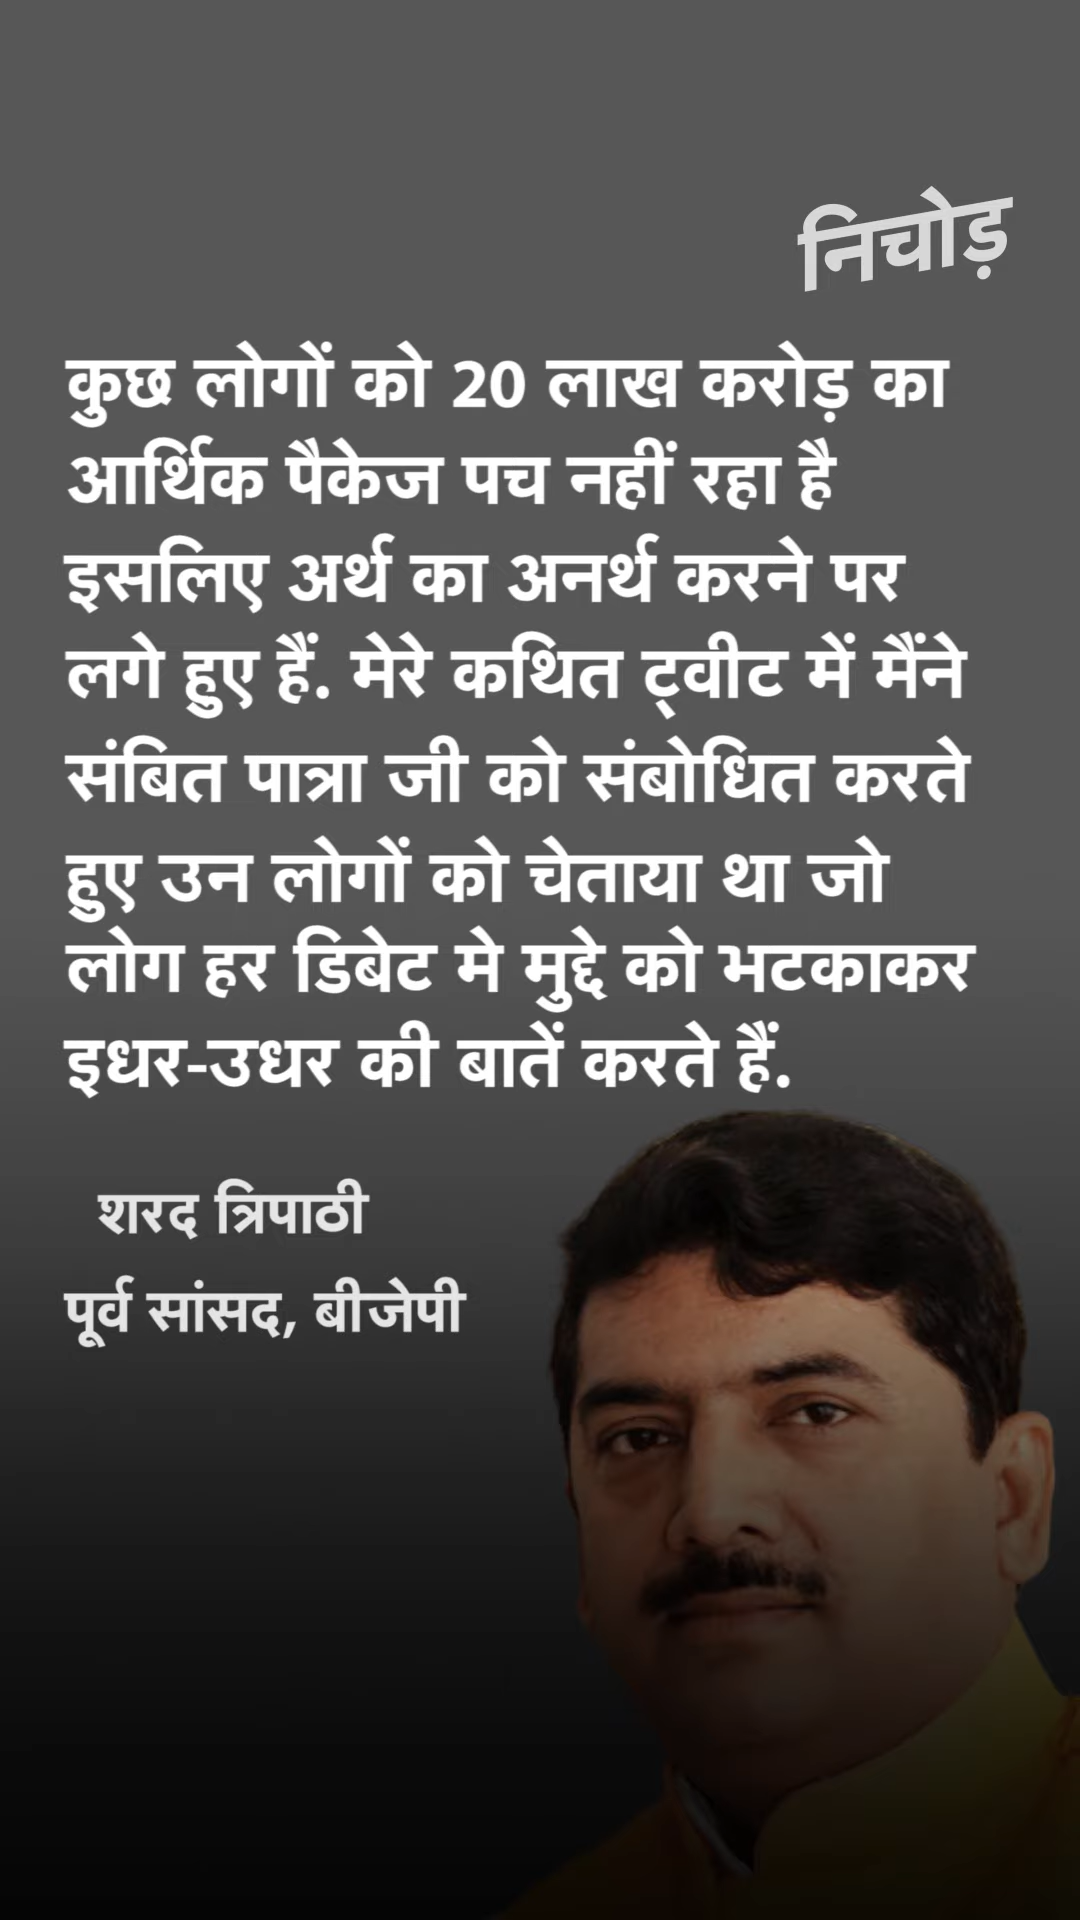 निचोड़
कुछ लोगों को 20 लाख करोड़ का
आर्थिक पैकेज पच नहीं रहा है
इसलिए अर्थ का अनर्थ करने पर
लगे हुए हैं. मेरे कथित ट्वीट में मैंने
संबित पात्रा जी को संबोधित करते
हुए उन लोगों को चेताया था जो
लोग हर डिबेट मे मुद्दे को भटकाकर
इधर-उधर की बातें करते हैं.
शरद त्रिपाठी
पूर्व सांसद, बीजेपी